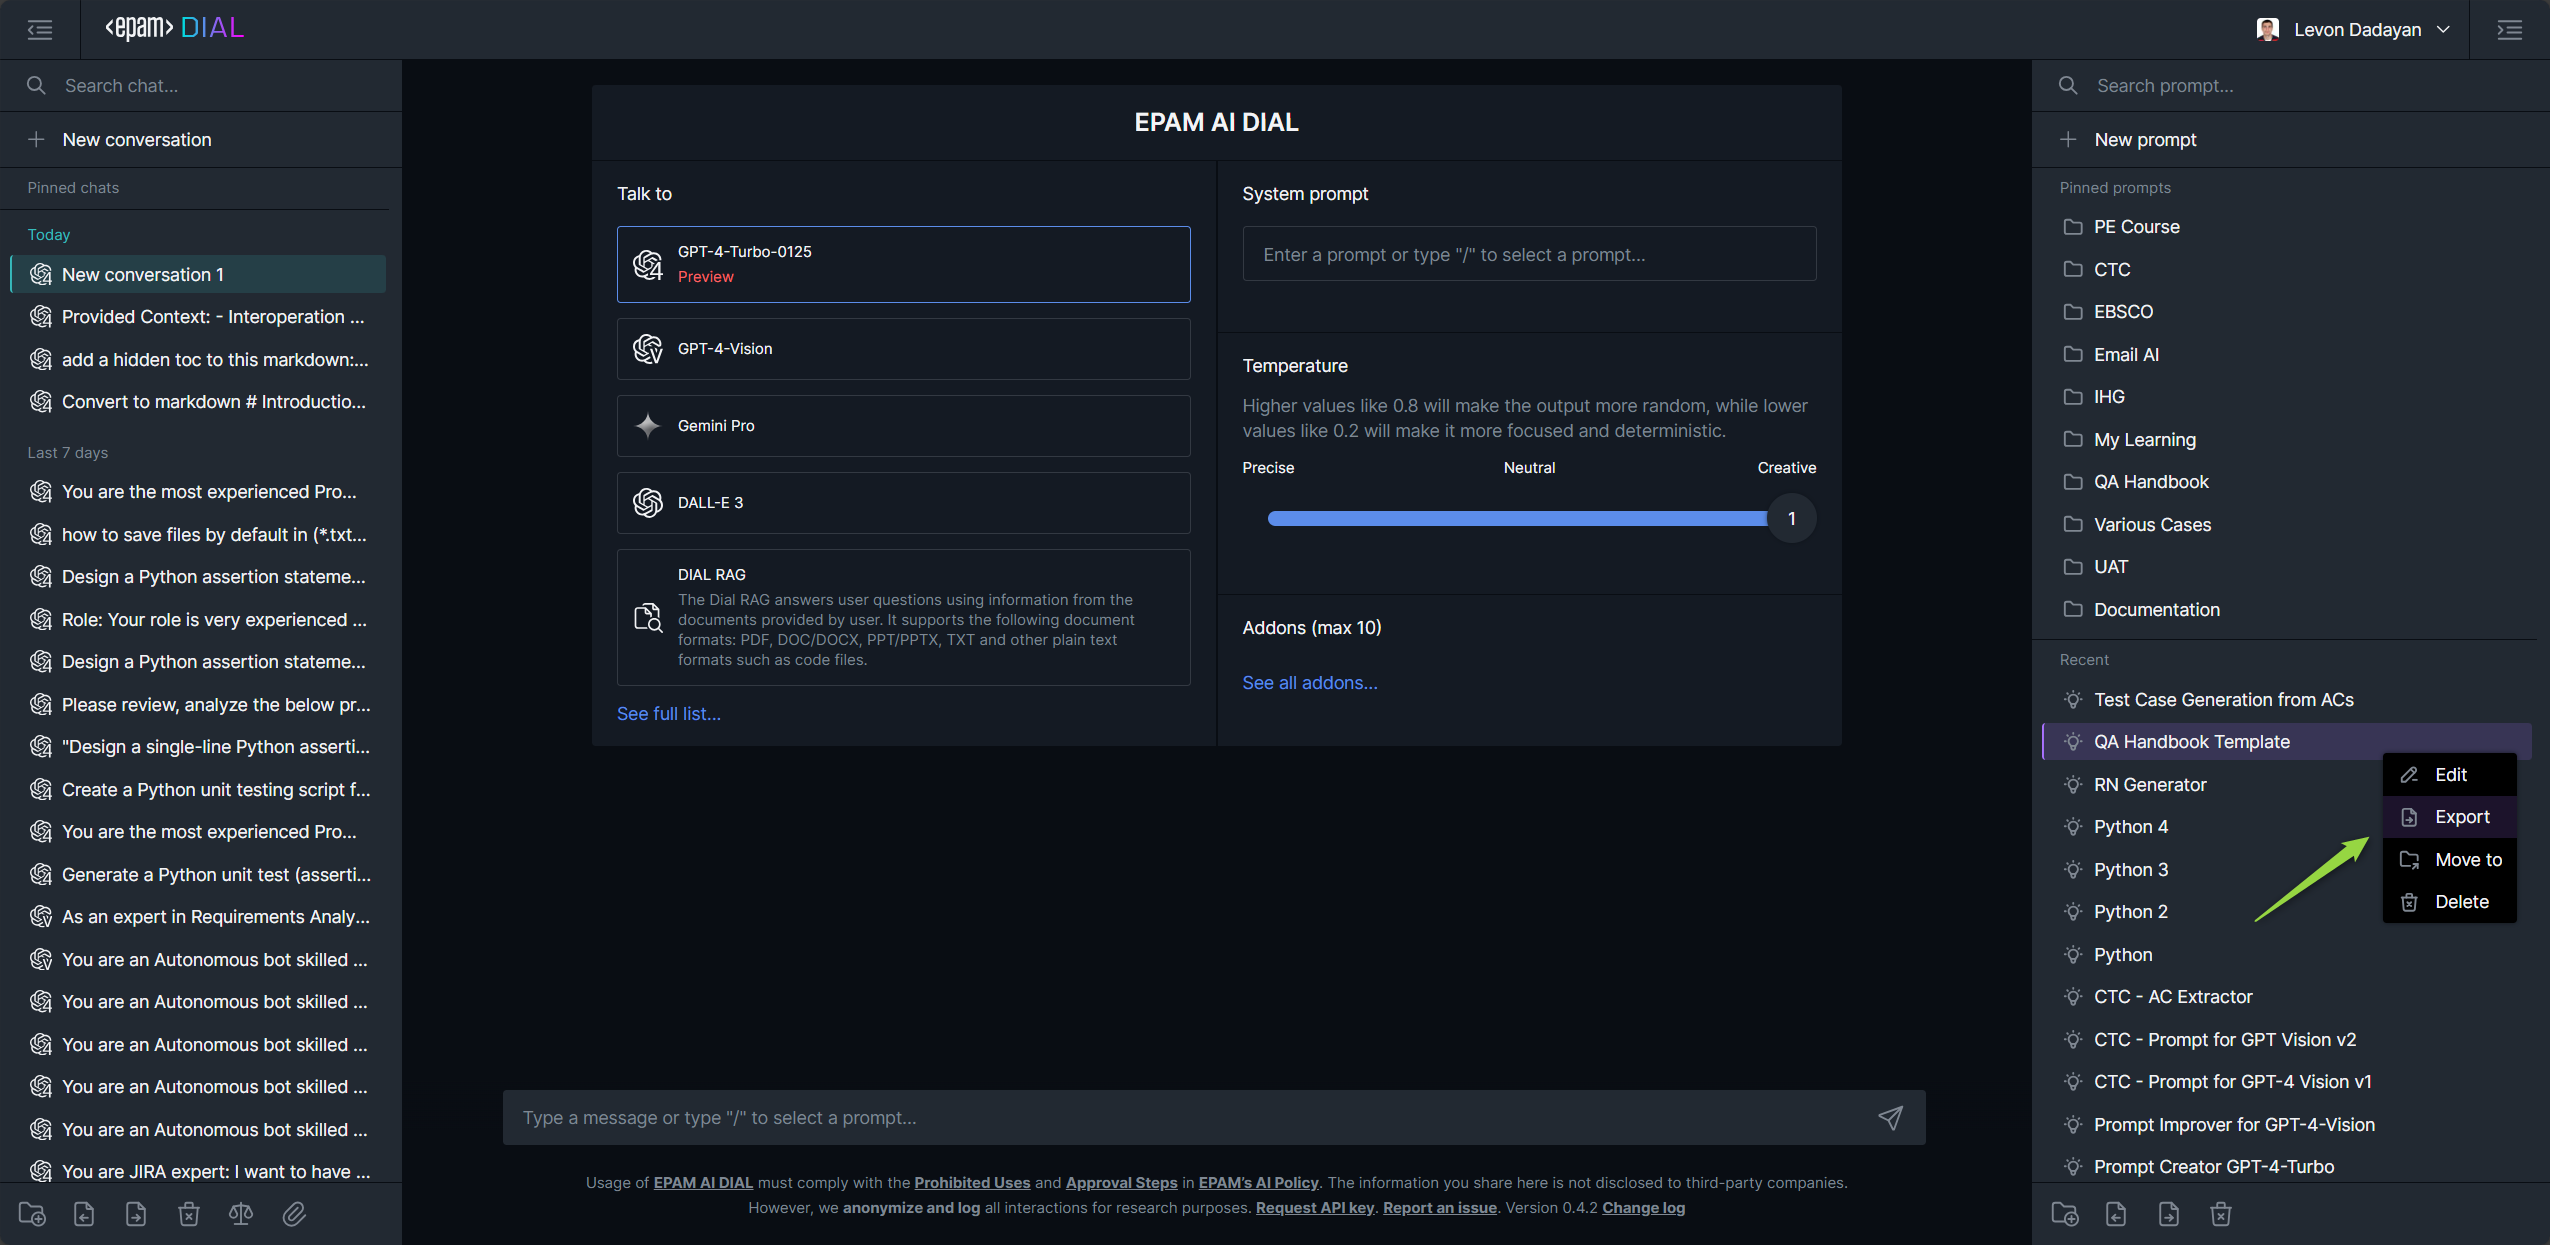 <epam> DIAL
Levon Dadayan
Search chat...
New conversation
Pinned chats
Today
New conversation 1
Provided Context: - Interoperation ...
add a hidden toc to this markdown:...
Convert to markdown # Introductio...
Last 7 days
You are the most experienced Pro...
how to save files by default in (*.txt...
Design a Python assertion stateme...
Role: Your role is very experienced ...
Design a Python assertion stateme...
Please review, analyze the below pr...
"Design a single-line Python asserti...
Create a Python unit testing script f...
You are the most experienced Pro...
Generate a Python unit test (asserti...
As an expert in Requirements Analy...
You are an Autonomous bot skilled ...
You are an Autonomous bot skilled ...
You are an Autonomous bot skilled ...
You are an Autonomous bot skilled ...
You are an Autonomous bot skilled ...
You are JIRA expert: I want to have ...
EPAM AI DIAL
Talk to
GPT-4-Turbo-0125
Preview
GPT-4-Vision
Gemini Pro
DALL-E 3
DIAL RAG
The Dial RAG answers user questions using information from the
documents provided by user. It supports the following document
formats: PDF, DOC/DOCX, PPT/PPTX, TXT and other plain text
formats such as code files.
See full list...
System prompt
Enter a prompt or type "/" to select a prompt...
Temperature
Higher values like 0.8 will make the output more random, while lower
values like 0.2 will make it more focused and deterministic.
Precise Neutral Creative
1
Addons (max 10)
See all addons...
Type a message or type "/" to select a prompt...
Usage of EPAM AI DIAL must comply with the Prohibited Uses and Approval Steps in EPAM's AI Policy. The information you share here is not disclosed to third-party companies.
However, we anonymize and log all interactions for research purposes. Request API key. Report an issue. Version 0.4.2 Change log
Search prompt...
New prompt
Pinned prompts
PE Course
CTC
EBSCO
Email AI
IHG
My Learning
QA Handbook
Various Cases
UAT
Documentation
Recent
Test Case Generation from ACs
QA Handbook Template
RN Generator
Python 4
Python 3
Python 2
Python
CTC - AC Extractor
CTC - Prompt for GPT Vision v2
CTC - Prompt for GPT-4 Vision v1
Prompt Improver for GPT-4-Vision
Prompt Creator GPT-4-Turbo
Edit
Export
Move to
Delete